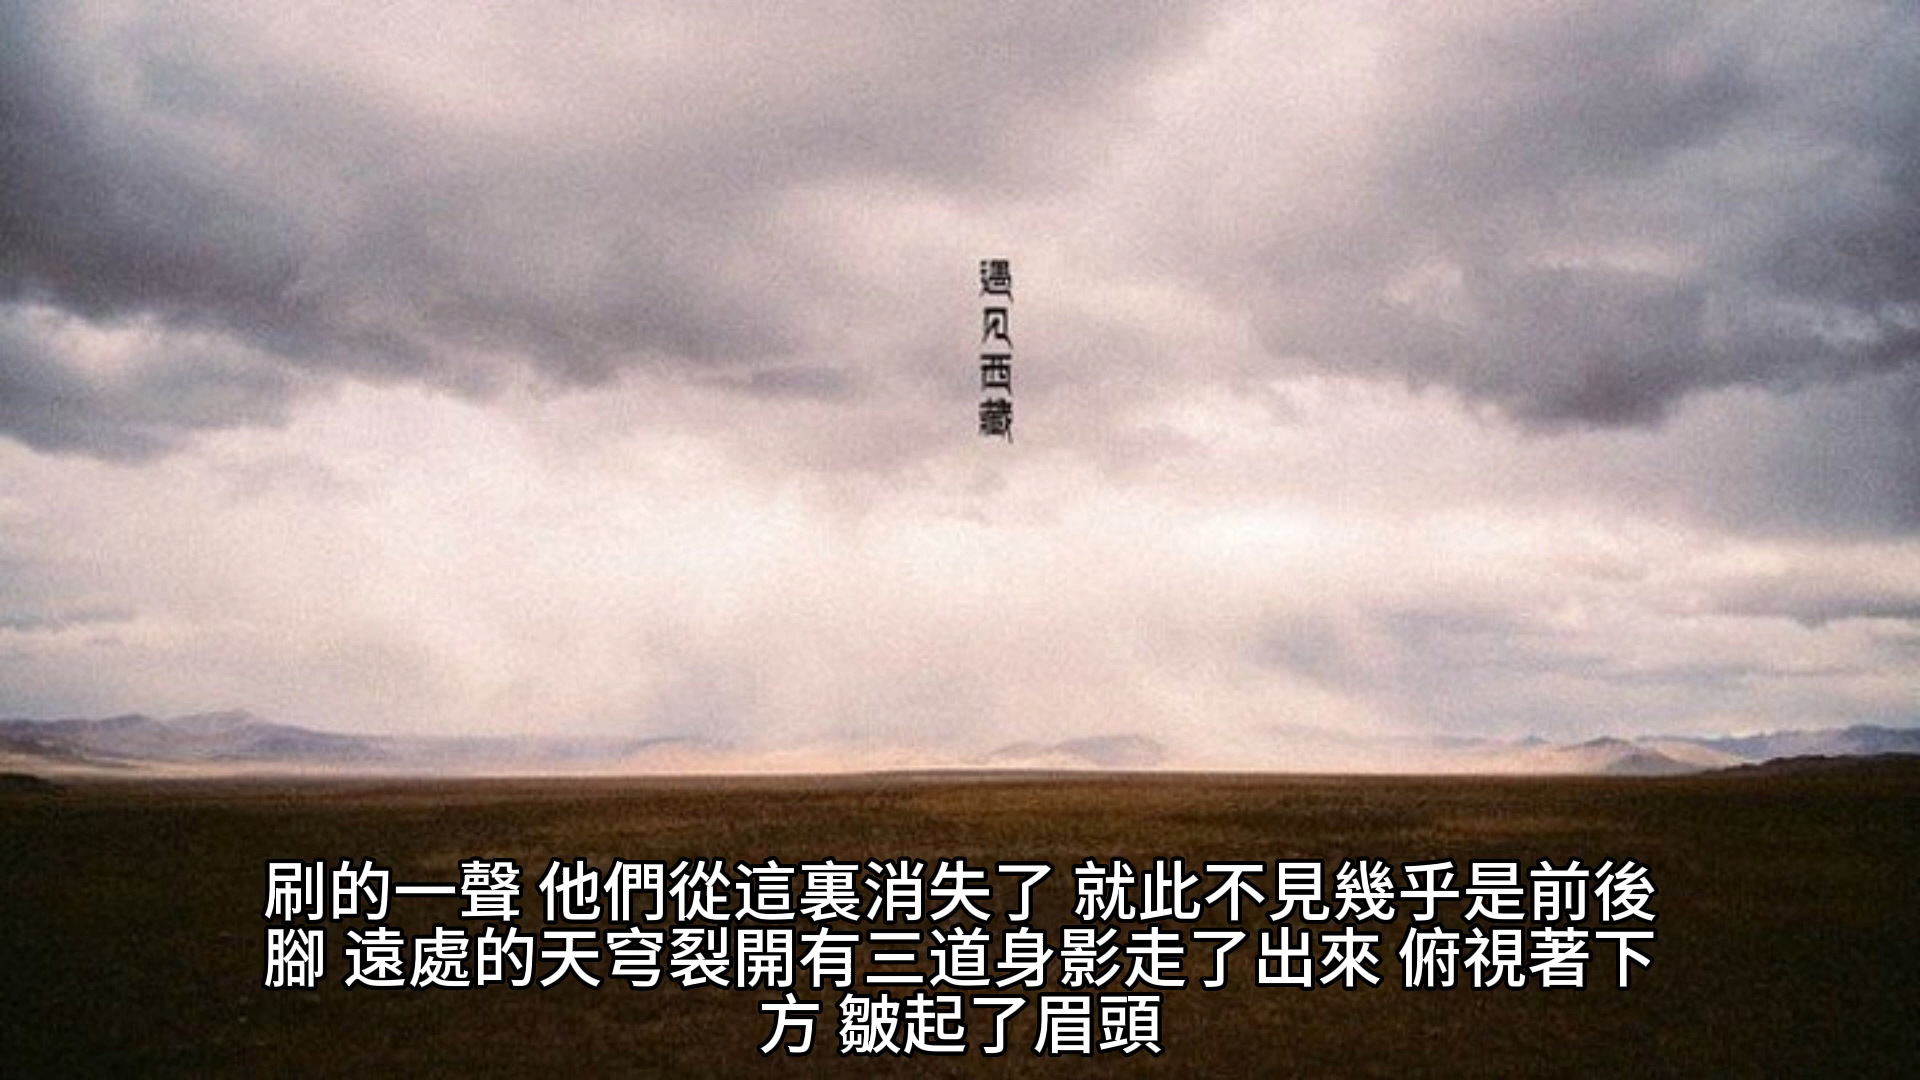 遇见西藏
刷的一聲 他們從這裏消失了 就此不見幾乎是前後
腳 遠處的天穹裂開有三道身影走了出來 俯視著下
方 皺起了眉頭